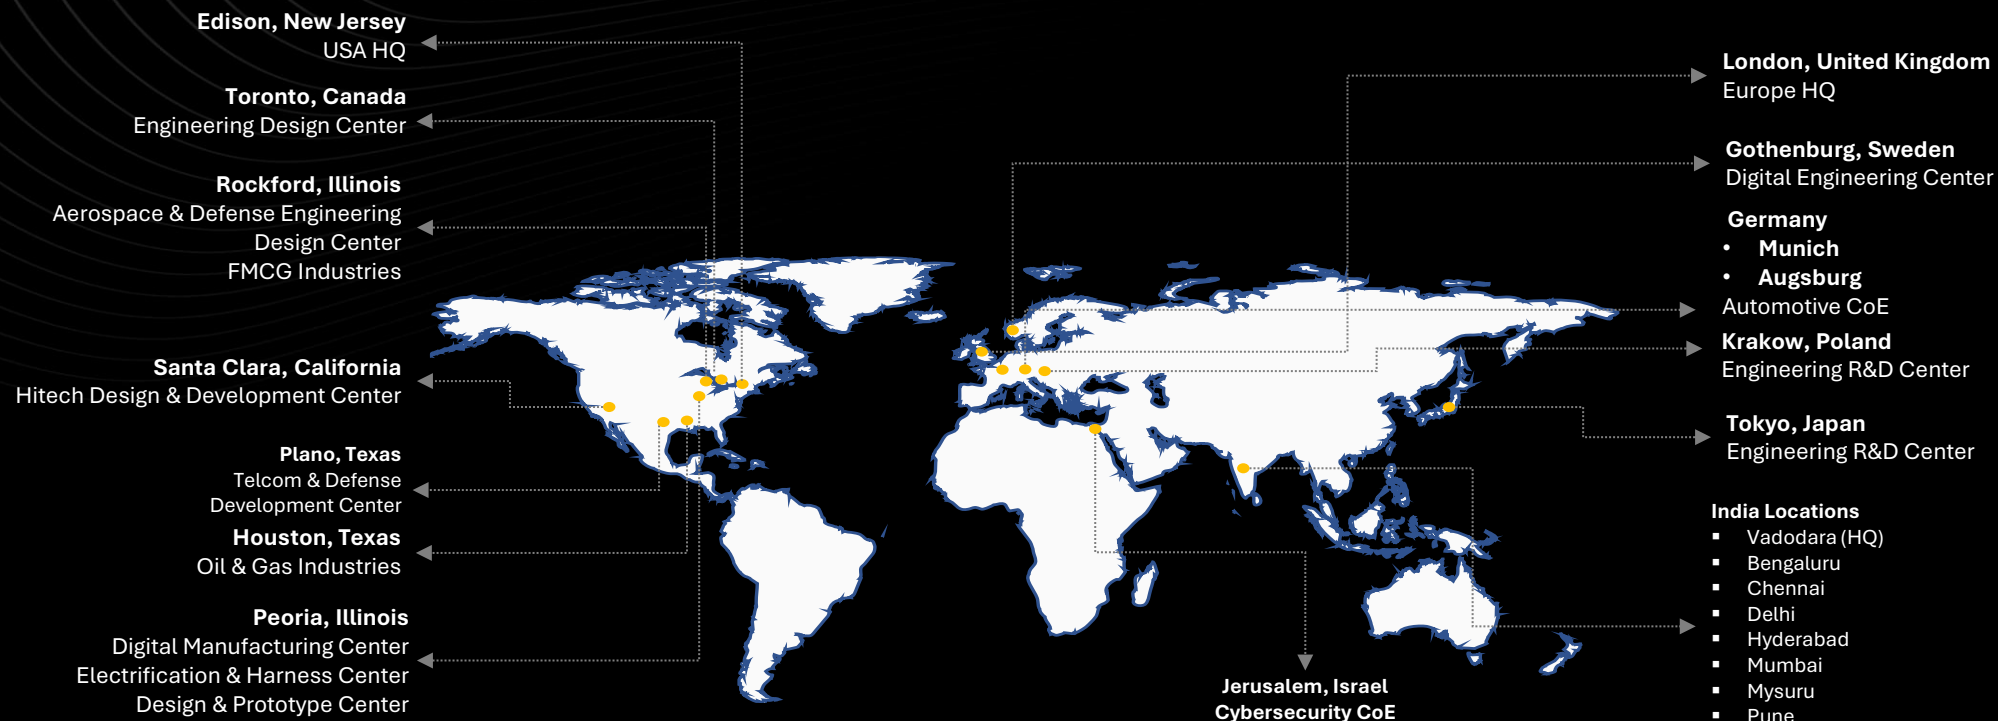 Edison, New Jersey
USA HQ
Toronto, Canada
Engineering Design Center
Rockford, Illinois
Aerospace & Defense Engineering
Design Center
FMCG Industries
Santa Clara, California
Hitech Design & Development Center
Plano, Texas
Telcom & Defense
Development Center
Houston, Texas
Oil & Gas Industries
Peoria, Illinois
Digital Manufacturing Center
Electrification & Harness Center
Design & Prototype Center
London, United Kingdom
Europe HQ
Gothenburg, Sweden
Digital Engineering Center
Germany
• Munich
• Augsburg
Automotive CoE
Krakow, Poland
Engineering R&D Center
Tokyo, Japan
Engineering R&D Center
India Locations
▪ Vadodara (HQ)
▪ Bengaluru
▪ Chennai
▪ Delhi
▪ Hyderabad
▪ Mumbai
▪ Mysuru
▪ Pune
Jerusalem, Israel
Cybersecurity CoE